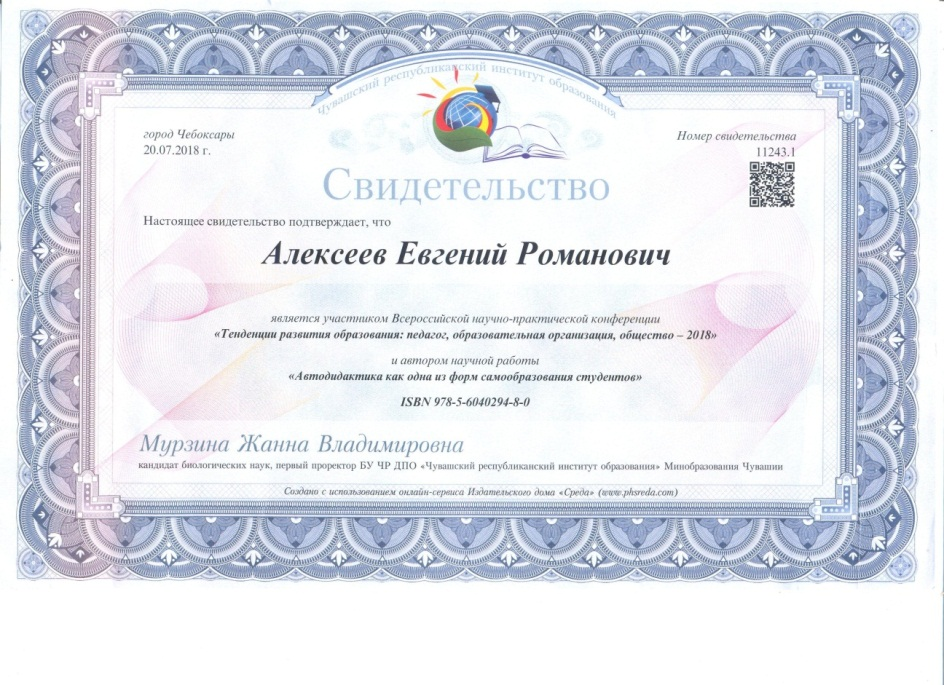 Чувашский республиканский институт образования
город Чебоксары
20.07.2018 г.
Номер свидетельства
11243.1
Свидетельство
Настоящее свидетельство подтверждает, что
Алексеев Евгений Романович
является участником Всероссийской научно-практической конференции
«Тенденции развития образования: педагог, образовательная организация, общество – 2018»
и автором научной работы
«Автодидактика как одна из форм самообразования студентов»
ISBN 978-5-6040294-8-0
Мурзина Жанна Владимировна
кандидат биологических наук, первый проректор БУ ЧР ДПО «Чувашский республиканский институт образования» Минобразования Чувашии
Создано с использованием онлайн-сервиса Издательского дома «Среда» (www.phsreda.com)